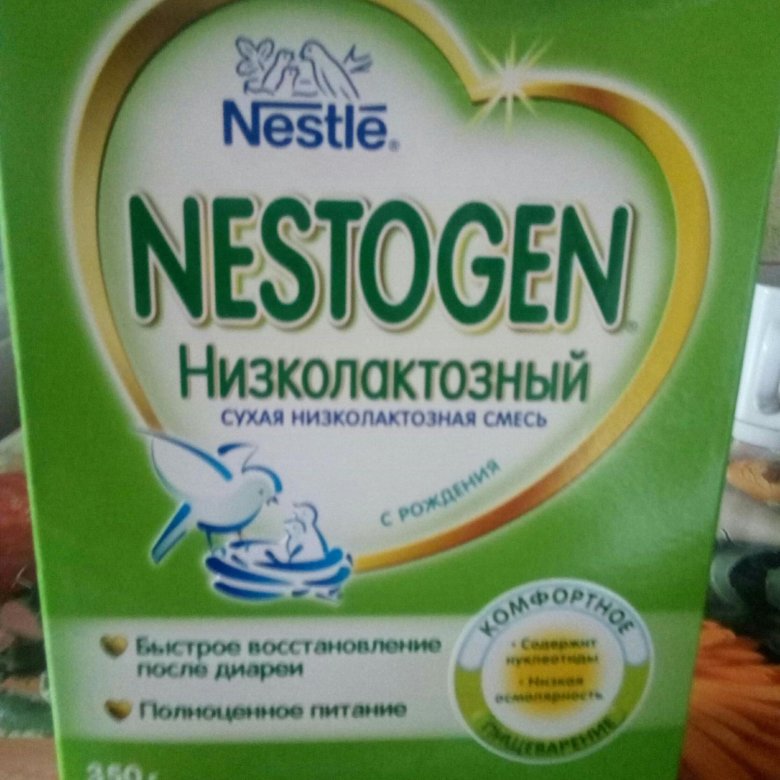 Nestlé®
NESTOGEN®
Низколактозный
СУХАЯ НИЗКОЛАКТОЗНАЯ СМЕСЬ
С РОЖДЕНИЯ
Быстрое восстановление
после диареи
Полноценное питание
КОМФОРТНОЕ
• Содержит
нуклеотиды
• Низкая
осмолярность
ПИЩЕВАРЕНИЕ
350 г